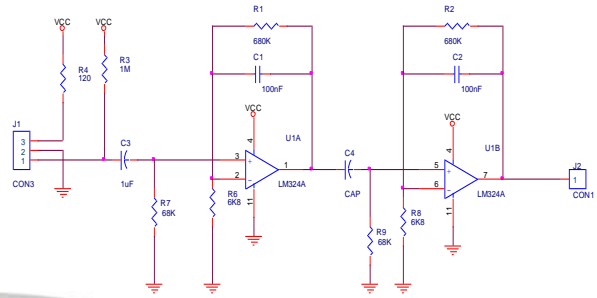 R1
680K
C1
100nF
R2
680K
C2
100nF
VCC
VCC
R4
120
R3
1M
J1
3
2
1
CON3
C3
1uF
R7
68K
VCC
4
U1A
3
+
2
-
1
11
LM324A
R6
6K8
C4
CAP
R9
68K
VCC
4
U1B
5
+
6
-
7
11
LM324A
R8
6K8
J2
1
CON1